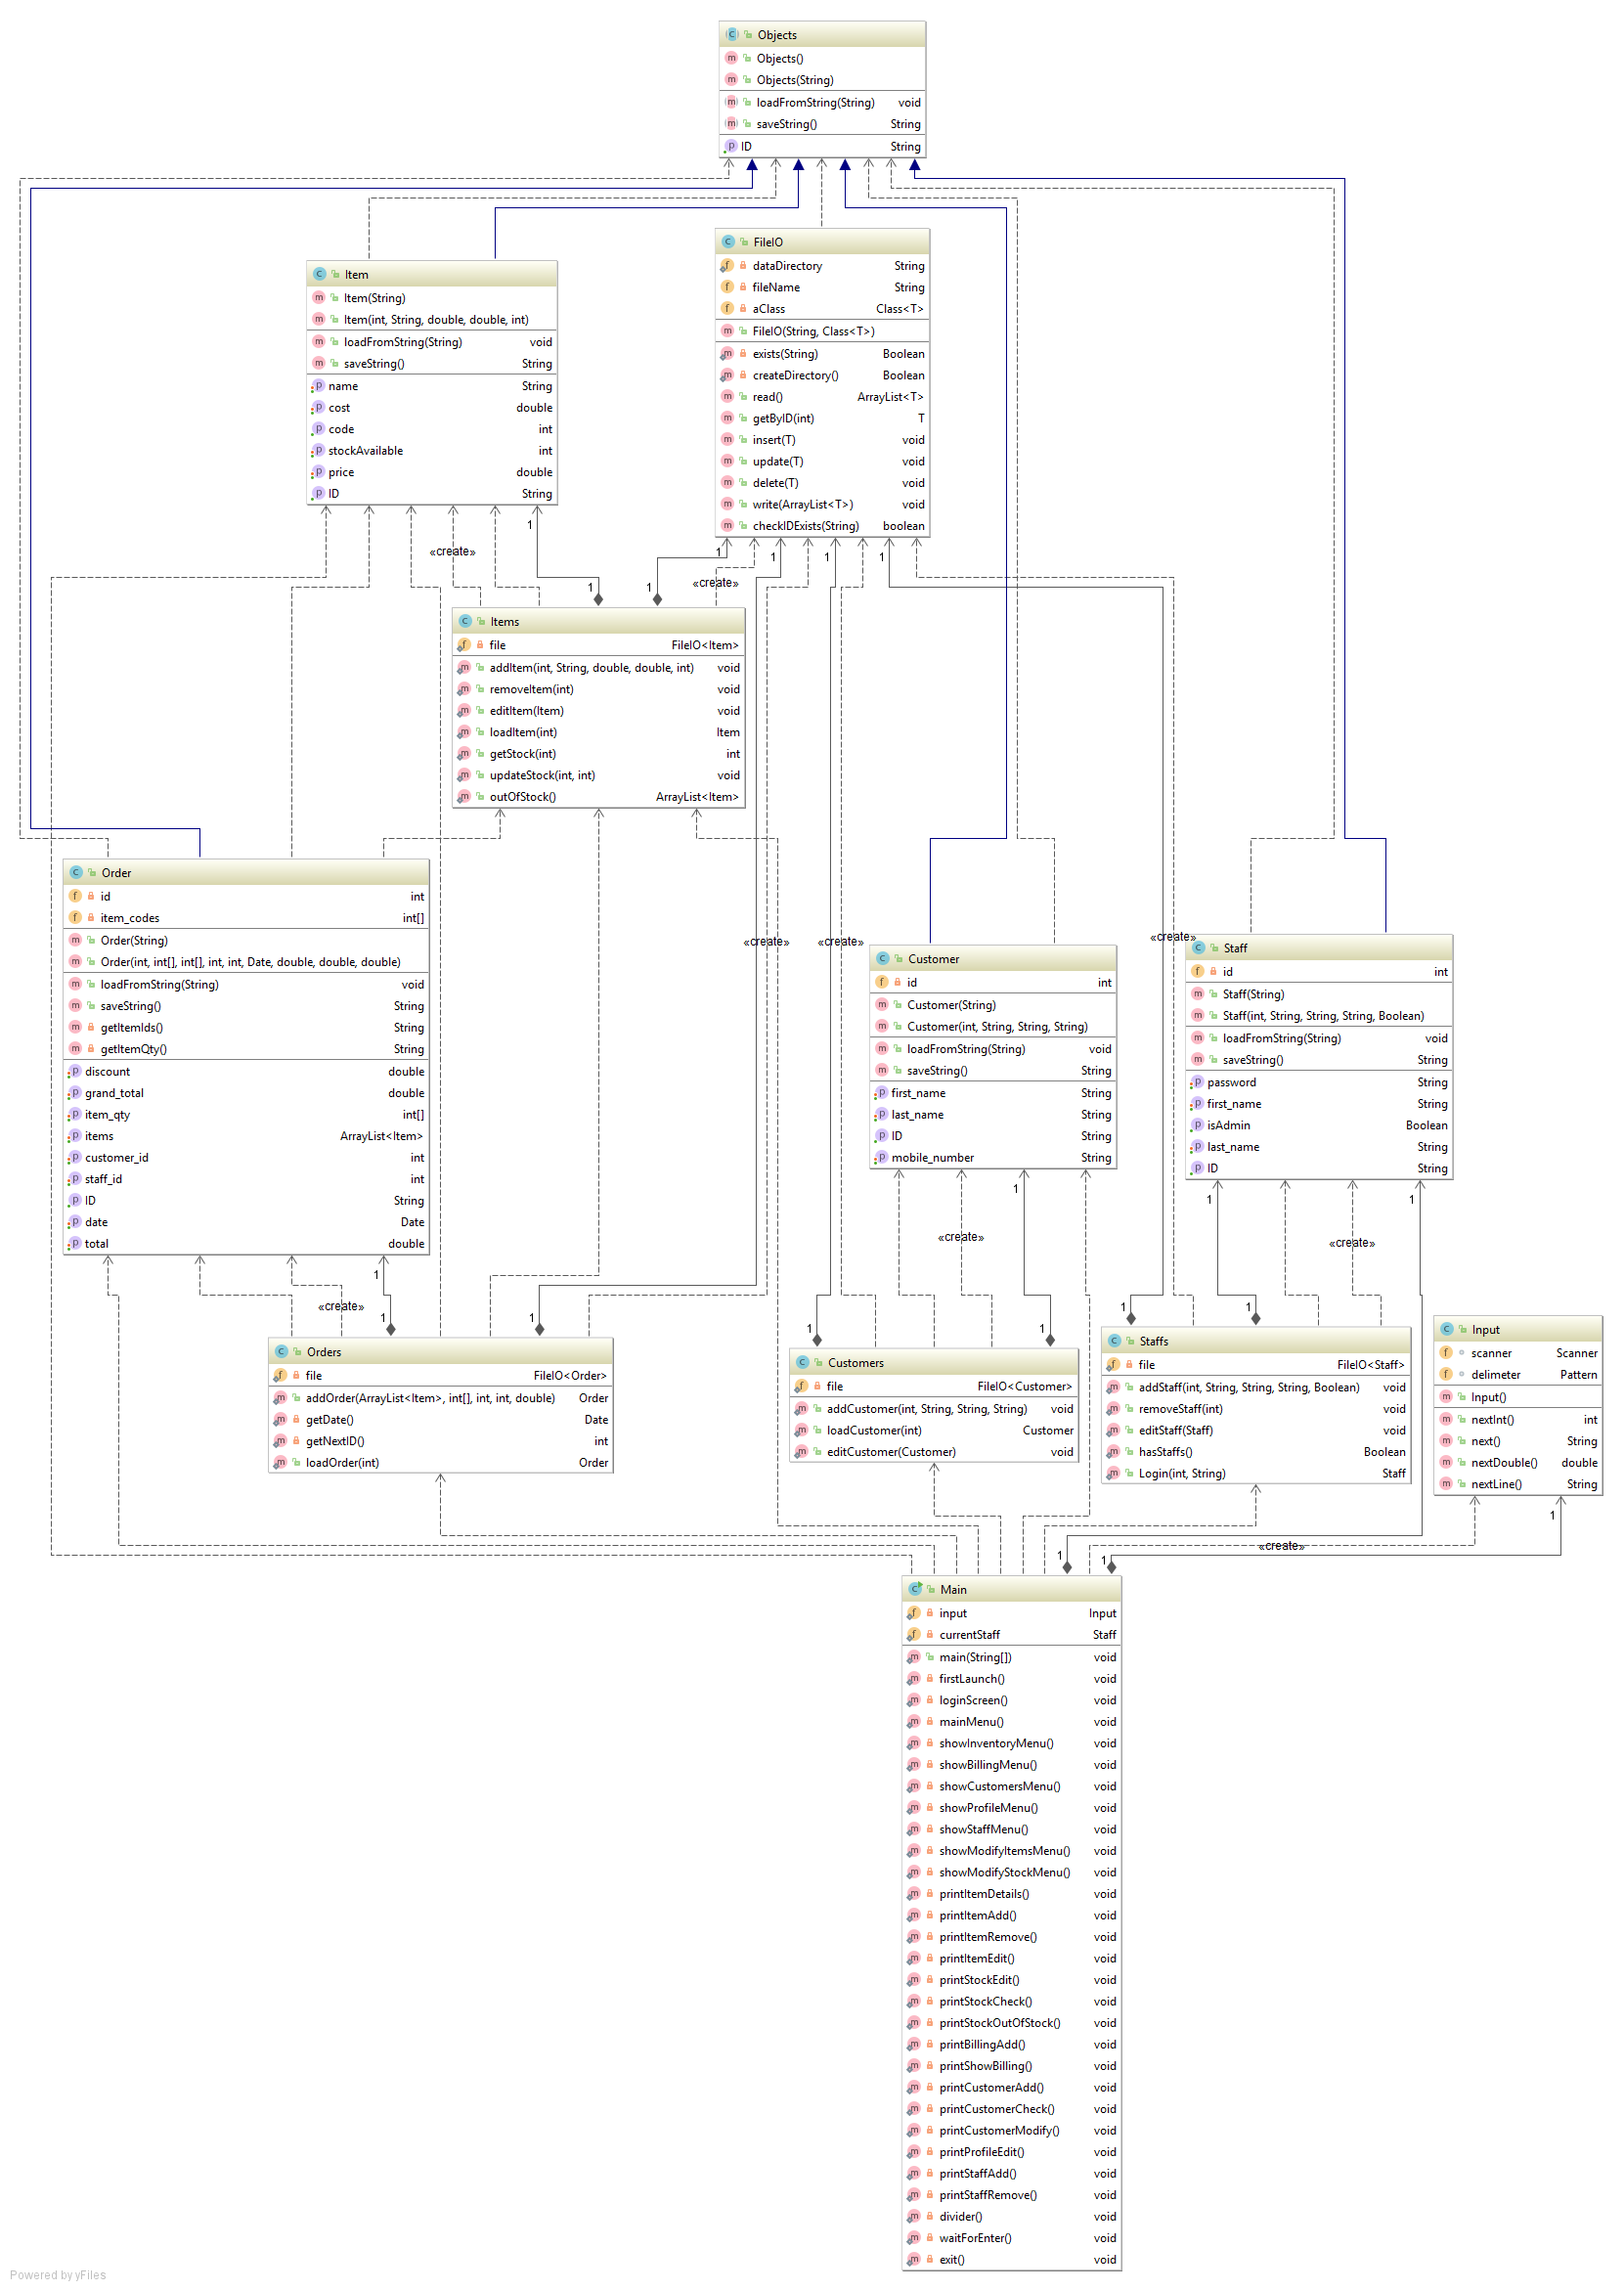 Objects
Objects()
Objects(String)
loadFromString(String) void
saveString() String
ID String
FileIO
dataDirectory String
fileName String
aClass Class<T>
FileIO(String, Class<T>)
exists(String) Boolean
createDirectory() Boolean
read() ArrayList<T>
getByID(int) T
insert(T) void
update(T) void
delete(T) void
write(ArrayList<T>) void
checkIDExists(String) boolean
Item
Item(String)
Item(int, String, double, double, int)
loadFromString(String) void
saveString() String
name String
cost double
code int
stockAvailable int
price double
ID String
1
«create»
1
1
1
1
1
1
«create»
Items
file FileIO<Item>
addItem(int, String, double, double, int) void
removeItem(int) void
editItem(Item) void
loadItem(int) Item
getStock(int) int
updateStock(int, int) void
outOfStock() ArrayList<Item>
Order
id int
item_codes int[]
Order(String)
Order(int, int[], int[], int, int, Date, double, double, double)
loadFromString(String) void
saveString() String
getItemIds() String
getItemQty() String
discount double
grand_total double
item_qty int[]
items ArrayList<Item>
customer_id int
staff_id int
ID String
date Date
total double
«create»
«create»
«create»
Customer
id int
Customer(String)
Customer(int, String, String, String)
loadFromString(String) void
saveString() String
first_name String
last_name String
ID String
mobile_number String
Staff
id int
Staff(String)
Staff(int, String, String, String, Boolean)
loadFromString(String) void
saveString() String
password String
first_name String
isAdmin Boolean
last_name String
ID String
1
1
1
«create»
«create»
1
«create»
1
1
1
1
1
1
Orders
file FileIO<Order>
addOrder(ArrayList<Item>, int[], int, int, double) Order
getDate() Date
getNextID() int
loadOrder(int) Order
Customers
file FileIO<Customer>
addCustomer(int, String, String, String) void
loadCustomer(int) Customer
editCustomer(Customer) void
Staffs
file FileIO<Staff>
addStaff(int, String, String, String, Boolean) void
removeStaff(int) void
editStaff(Staff) void
hasStaffs() Boolean
Login(int, String) Staff
Input
scanner Scanner
delimeter Pattern
Input()
nextInt() int
next() String
nextDouble() double
nextLine() String
1
«create»
1
1
Main
input Input
currentStaff Staff
main(String[]) void
firstLaunch() void
loginScreen() void
mainMenu() void
showInventoryMenu() void
showBillingMenu() void
showCustomersMenu() void
showProfileMenu() void
showStaffMenu() void
showModifyItemsMenu() void
showModifyStockMenu() void
printItemDetails() void
printItemAdd() void
printItemRemove() void
printItemEdit() void
printStockEdit() void
printStockCheck() void
printStockOutOfStock() void
printBillingAdd() void
printShowBilling() void
printCustomerAdd() void
printCustomerCheck() void
printCustomerModify() void
printProfileEdit() void
printStaffAdd() void
printStaffRemove() void
divider() void
waitForEnter() void
exit() void
Powered by yFiles